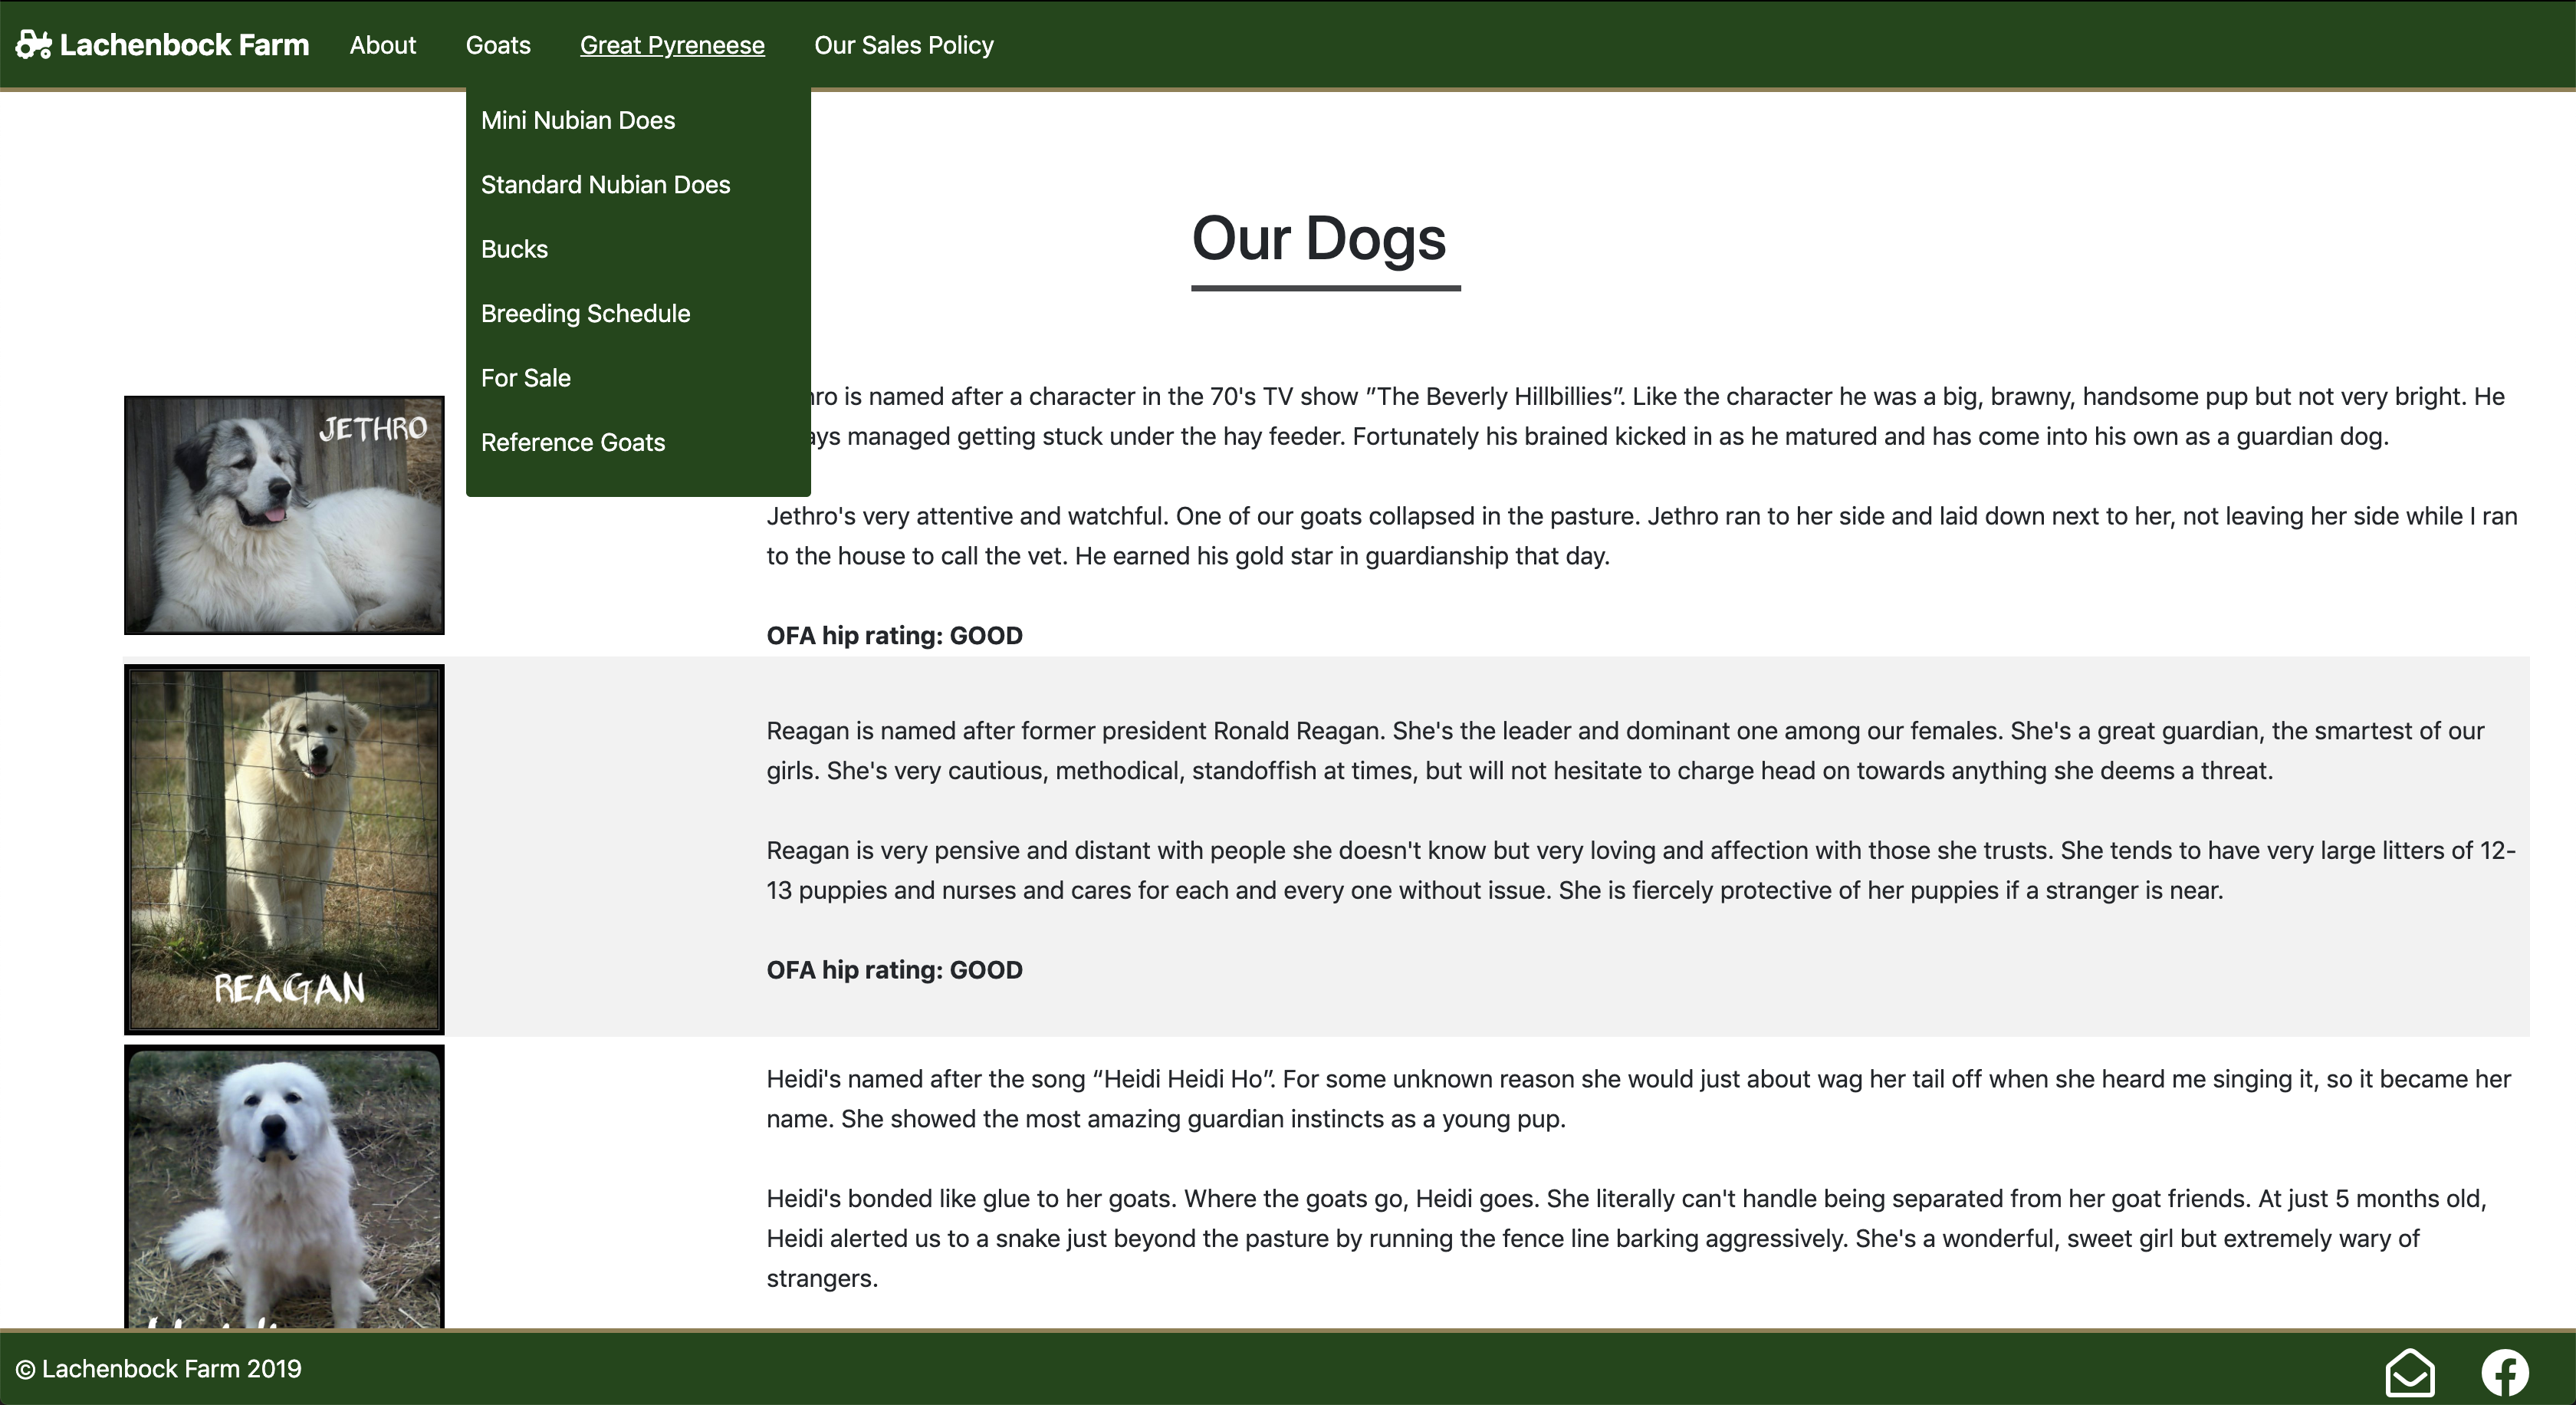 Lachenbock Farm About Goats Great Pyreneese Our Sales Policy
Mini Nubian Does
Standard Nubian Does
Bucks
Breeding Schedule
For Sale
Reference Goats
Our Dogs
JETHRO
is named after a character in the 70's TV show ”The Beverly Hillbillies”. Like the character he was a big, brawny, handsome pup but not very bright. He
managed getting stuck under the hay feeder. Fortunately his brained kicked in as he matured and has come into his own as a guardian dog.
Jethro's very attentive and watchful. One of our goats collapsed in the pasture. Jethro ran to her side and laid down next to her, not leaving her side while I ran
to the house to call the vet. He earned his gold star in guardianship that day.
OFA hip rating: GOOD
REAGAN
Reagan is named after former president Ronald Reagan. She's the leader and dominant one among our females. She's a great guardian, the smartest of our
girls. She's very cautious, methodical, standoffish at times, but will not hesitate to charge head on towards anything she deems a threat.
Reagan is very pensive and distant with people she doesn't know but very loving and affection with those she trusts. She tends to have very large litters of 12-
13 puppies and nurses and cares for each and every one without issue. She is fiercely protective of her puppies if a stranger is near.
OFA hip rating: GOOD
Heidi's named after the song “Heidi Heidi Ho”. For some unknown reason she would just about wag her tail off when she heard me singing it, so it became her
name. She showed the most amazing guardian instincts as a young pup.
Heidi's bonded like glue to her goats. Where the goats go, Heidi goes. She literally can't handle being separated from her goat friends. At just 5 months old,
Heidi alerted us to a snake just beyond the pasture by running the fence line barking aggressively. She's a wonderful, sweet girl but extremely wary of
strangers.
© Lachenbock Farm 2019